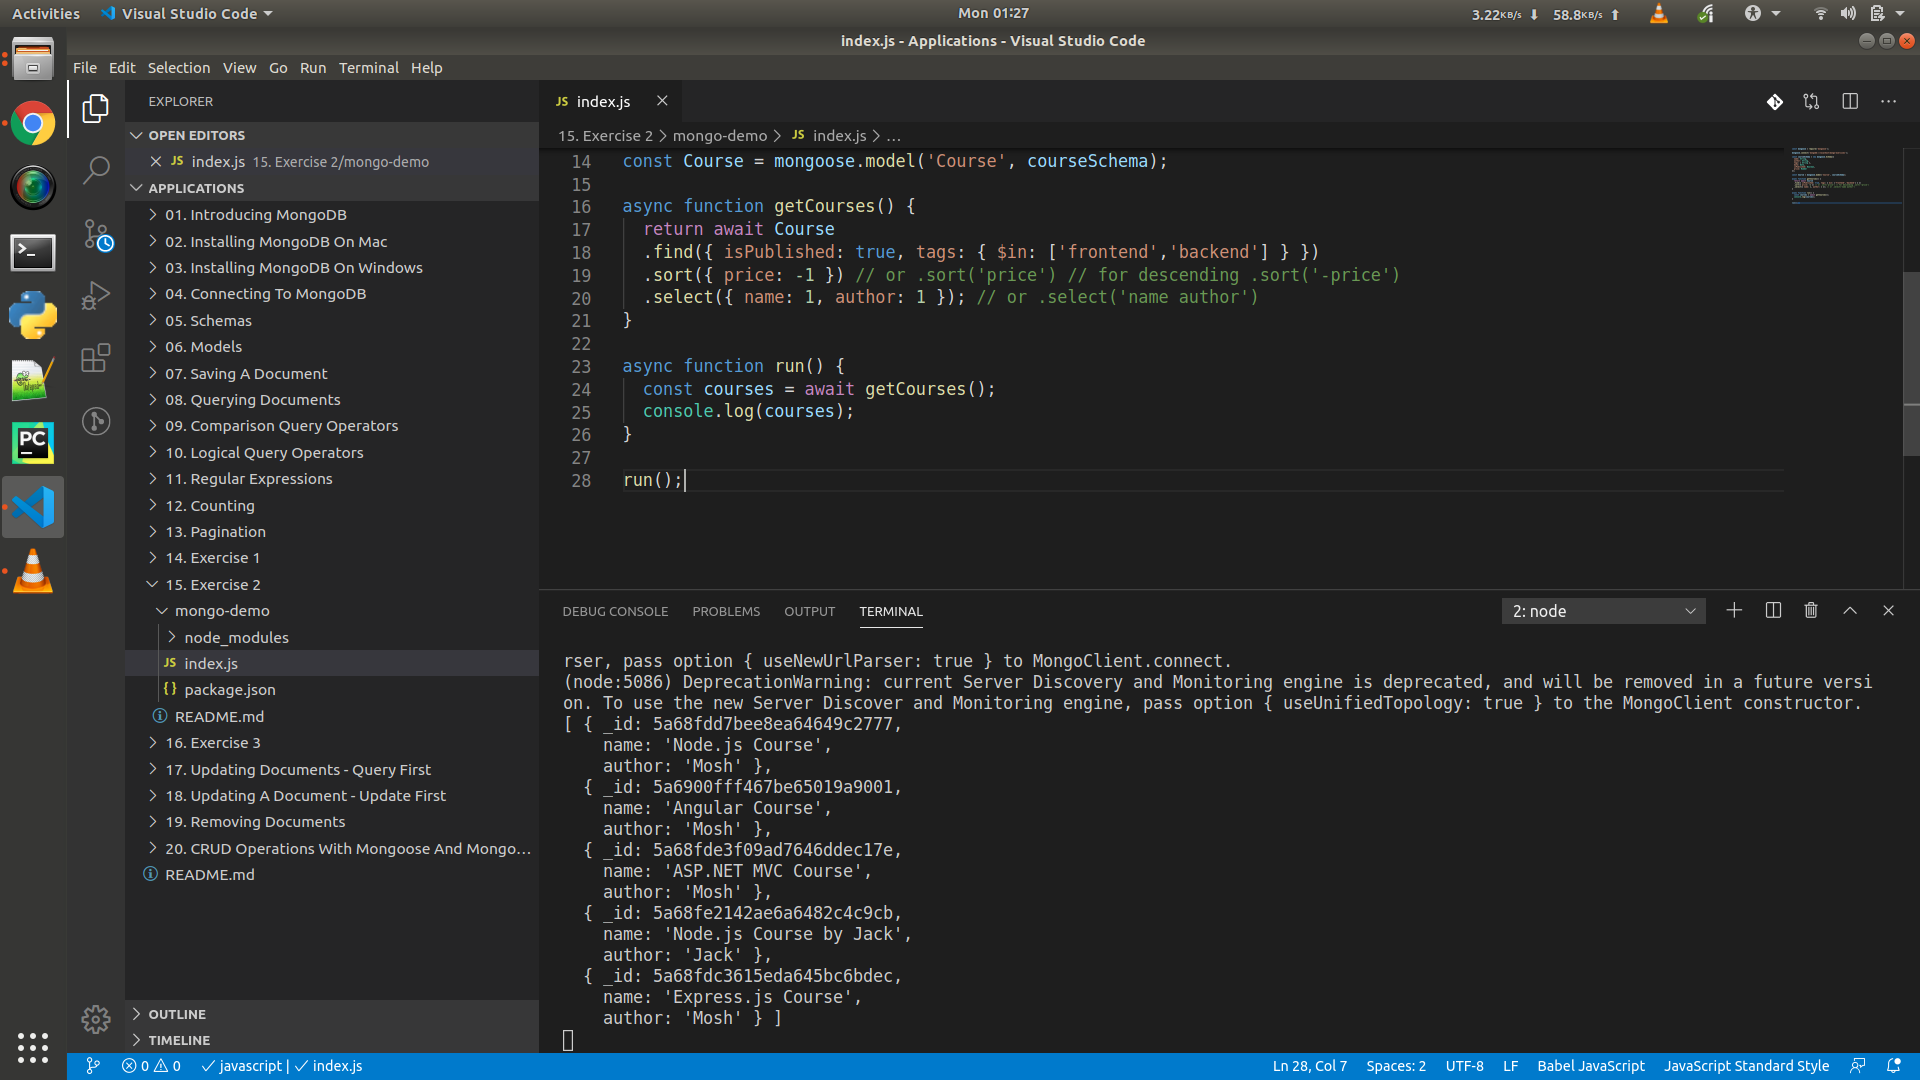 Activities Visual Studio Code Mon 01:27 3.22KB/s 58.8KB/s
index.js - Applications - Visual Studio Code
File Edit Selection View Go Run Terminal Help
EXPLORER
OPEN EDITORS
JS index.js 15. Exercise 2/mongo-demo
APPLICATIONS
01. Introducing MongoDB
02. Installing MongoDB On Mac
03. Installing MongoDB On Windows
04. Connecting To MongoDB
05. Schemas
06. Models
07. Saving A Document
08. Querying Documents
09. Comparison Query Operators
10. Logical Query Operators
11. Regular Expressions
12. Counting
13. Pagination
14. Exercise 1
15. Exercise 2
mongo-demo
node_modules
JS index.js
{} package.json
README.md
16. Exercise 3
17. Updating Documents - Query First
18. Updating A Document - Update First
19. Removing Documents
20. CRUD Operations With Mongoose And Mongo...
README.md
OUTLINE
TIMELINE
PC
JS index.js
15. Exercise 2 > mongo-demo > JS index.js > ...
14 const Course = mongoose.model('Course', courseSchema);
15
16 async function getCourses() {
17 return await Course
18 .find({ isPublished: true, tags: { $in: ['frontend','backend'] } })
19 .sort({ price: -1 }) // or .sort('price') // for descending .sort('-price')
20 .select({ name: 1, author: 1 }); // or .select('name author')
21 }
22
23 async function run() {
24 const courses = await getCourses();
25 console.log(courses);
26 }
27
28 run();
DEBUG CONSOLE PROBLEMS OUTPUT TERMINAL 2: node
rser, pass option { useNewUrlParser: true } to MongoClient.connect.
(node:5086) DeprecationWarning: current Server Discovery and Monitoring engine is deprecated, and will be removed in a future versi
on. To use the new Server Discover and Monitoring engine, pass option { useUnifiedTopology: true } to the MongoClient constructor.
[ { _id: 5a68fdd7bee8ea64649c2777,
name: 'Node.js Course',
author: 'Mosh' },
{ _id: 5a6900fff467be65019a9001,
name: 'Angular Course',
author: 'Mosh' },
{ _id: 5a68fde3f09ad7646ddec17e,
name: 'ASP.NET MVC Course',
author: 'Mosh' },
{ _id: 5a68fe2142ae6a6482c4c9cb,
name: 'Node.js Course by Jack',
author: 'Jack' },
{ _id: 5a68fdc3615eda645bc6bdec,
name: 'Express.js Course',
author: 'Mosh' } ]
0 0 javascript | index.js Ln 28, Col 7 Spaces: 2 UTF-8 LF Babel JavaScript JavaScript Standard Style